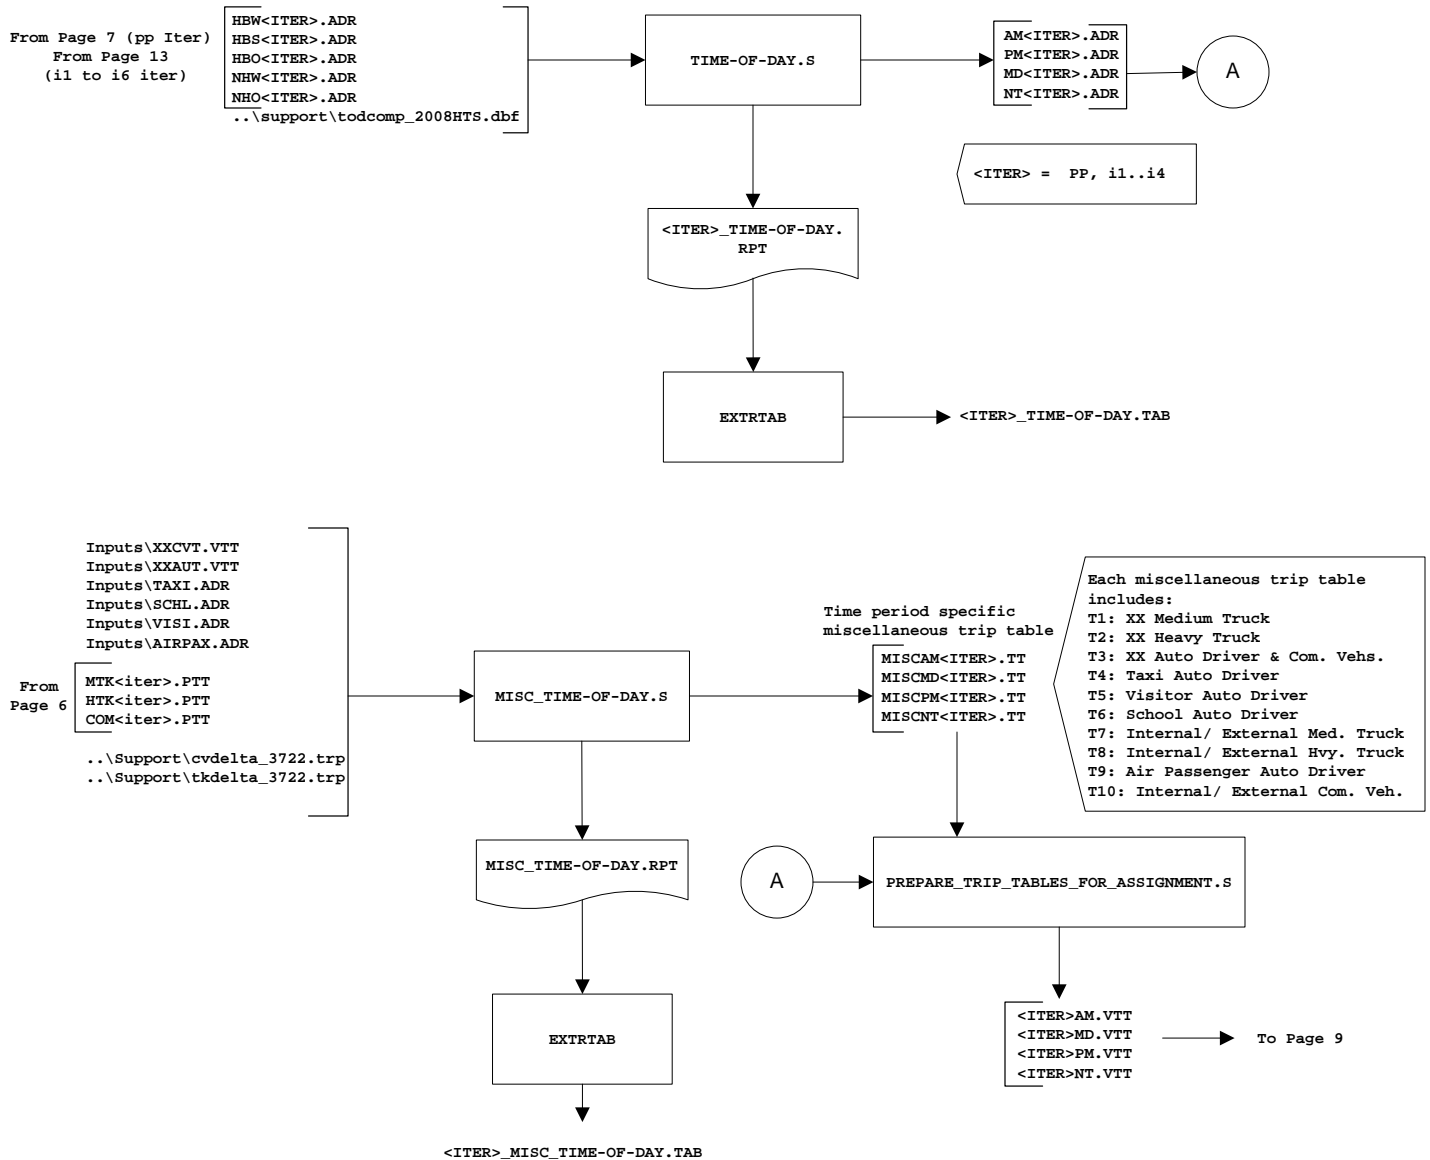 From Page 7 (pp Iter)
From Page 13
(i1 to i6 iter)
HBW<ITER>.ADR
HBS<ITER>.ADR
HBO<ITER>.ADR
NHW<ITER>.ADR
NHO<ITER>.ADR
..\support\todcomp_2008HTS.dbf
TIME-OF-DAY.S
AM<ITER>.ADR
PM<ITER>.ADR
MD<ITER>.ADR
NT<ITER>.ADR
A
<ITER> =  PP, i1..i4
<ITER>_TIME-OF-DAY.
RPT
EXTRTAB
<ITER>_TIME-OF-DAY.TAB
Inputs\XXCVT.VTT
Inputs\XXAUT.VTT
Inputs\TAXI.ADR
Inputs\SCHL.ADR
Inputs\VISI.ADR
Inputs\AIRPAX.ADR
From
Page 6
MTK<iter>.PTT
HTK<iter>.PTT
COM<iter>.PTT
..\Support\cvdelta_3722.trp
..\Support\tkdelta_3722.trp
MISC_TIME-OF-DAY.S
Time period specific
miscellaneous trip table
MISCAM<ITER>.TT
MISCMD<ITER>.TT
MISCPM<ITER>.TT
MISCNT<ITER>.TT
Each miscellaneous trip table
includes:
T1: XX Medium Truck
T2: XX Heavy Truck
T3: XX Auto Driver & Com. Vehs.
T4: Taxi Auto Driver
T5: Visitor Auto Driver
T6: School Auto Driver
T7: Internal/ External Med. Truck
T8: Internal/ External Hvy. Truck
T9: Air Passenger Auto Driver
T10: Internal/ External Com. Veh.
MISC_TIME-OF-DAY.RPT
A
PREPARE_TRIP_TABLES_FOR_ASSIGNMENT.S
EXTRTAB
<ITER>AM.VTT
<ITER>MD.VTT
<ITER>PM.VTT
<ITER>NT.VTT
To Page 9
<ITER>_MISC_TIME-OF-DAY.TAB